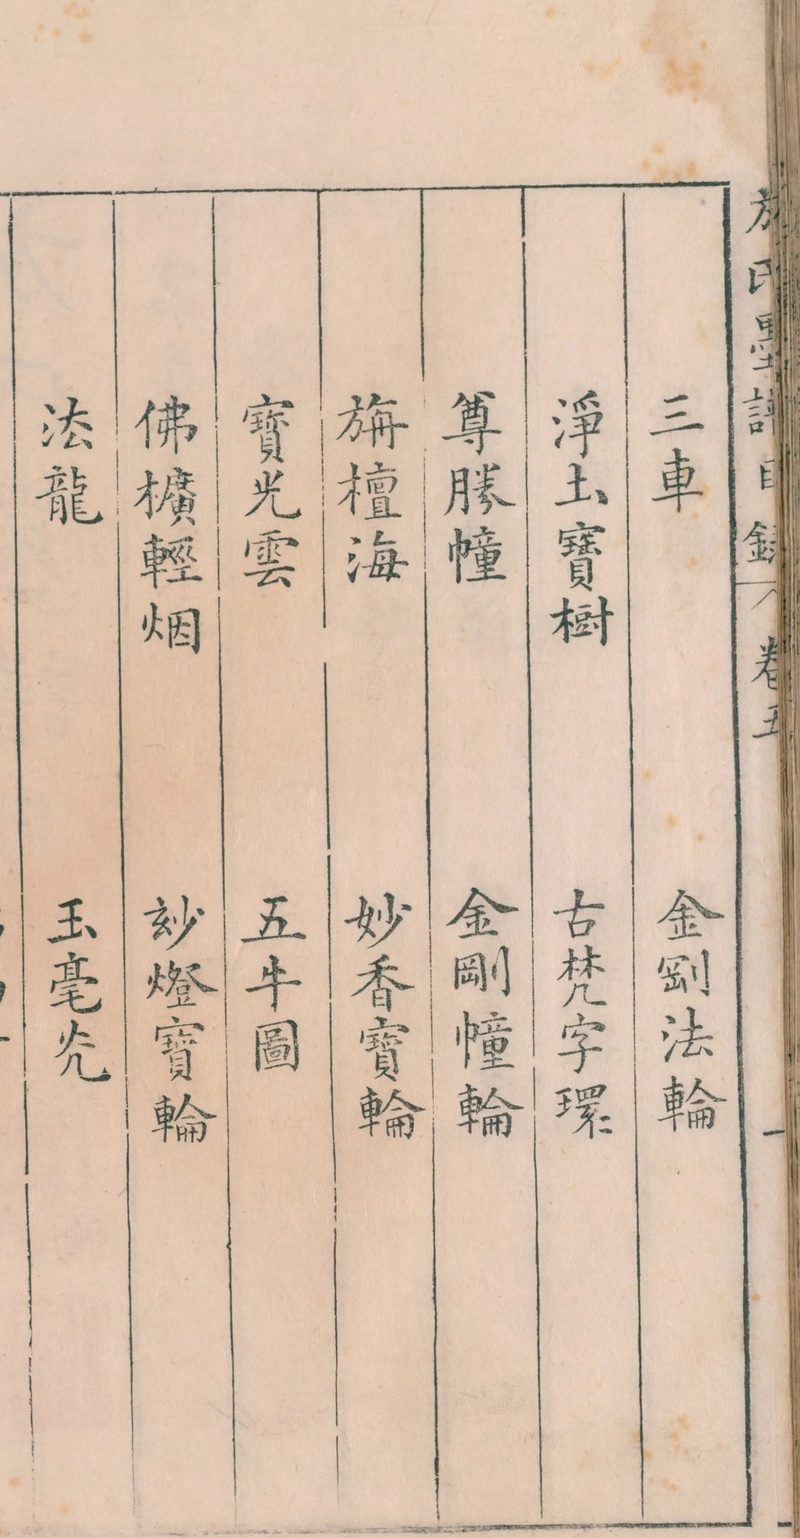 方氏墨譜目錄 卷五 一
三車 金剛法輪
淨土寶樹 古梵字環
尊勝幢 金剛幢輪
旃檀海 妙香寶輪
寶光雲 五牛圖
佛櫎輕烟 玅燈寶輪
法龍 玉毫光